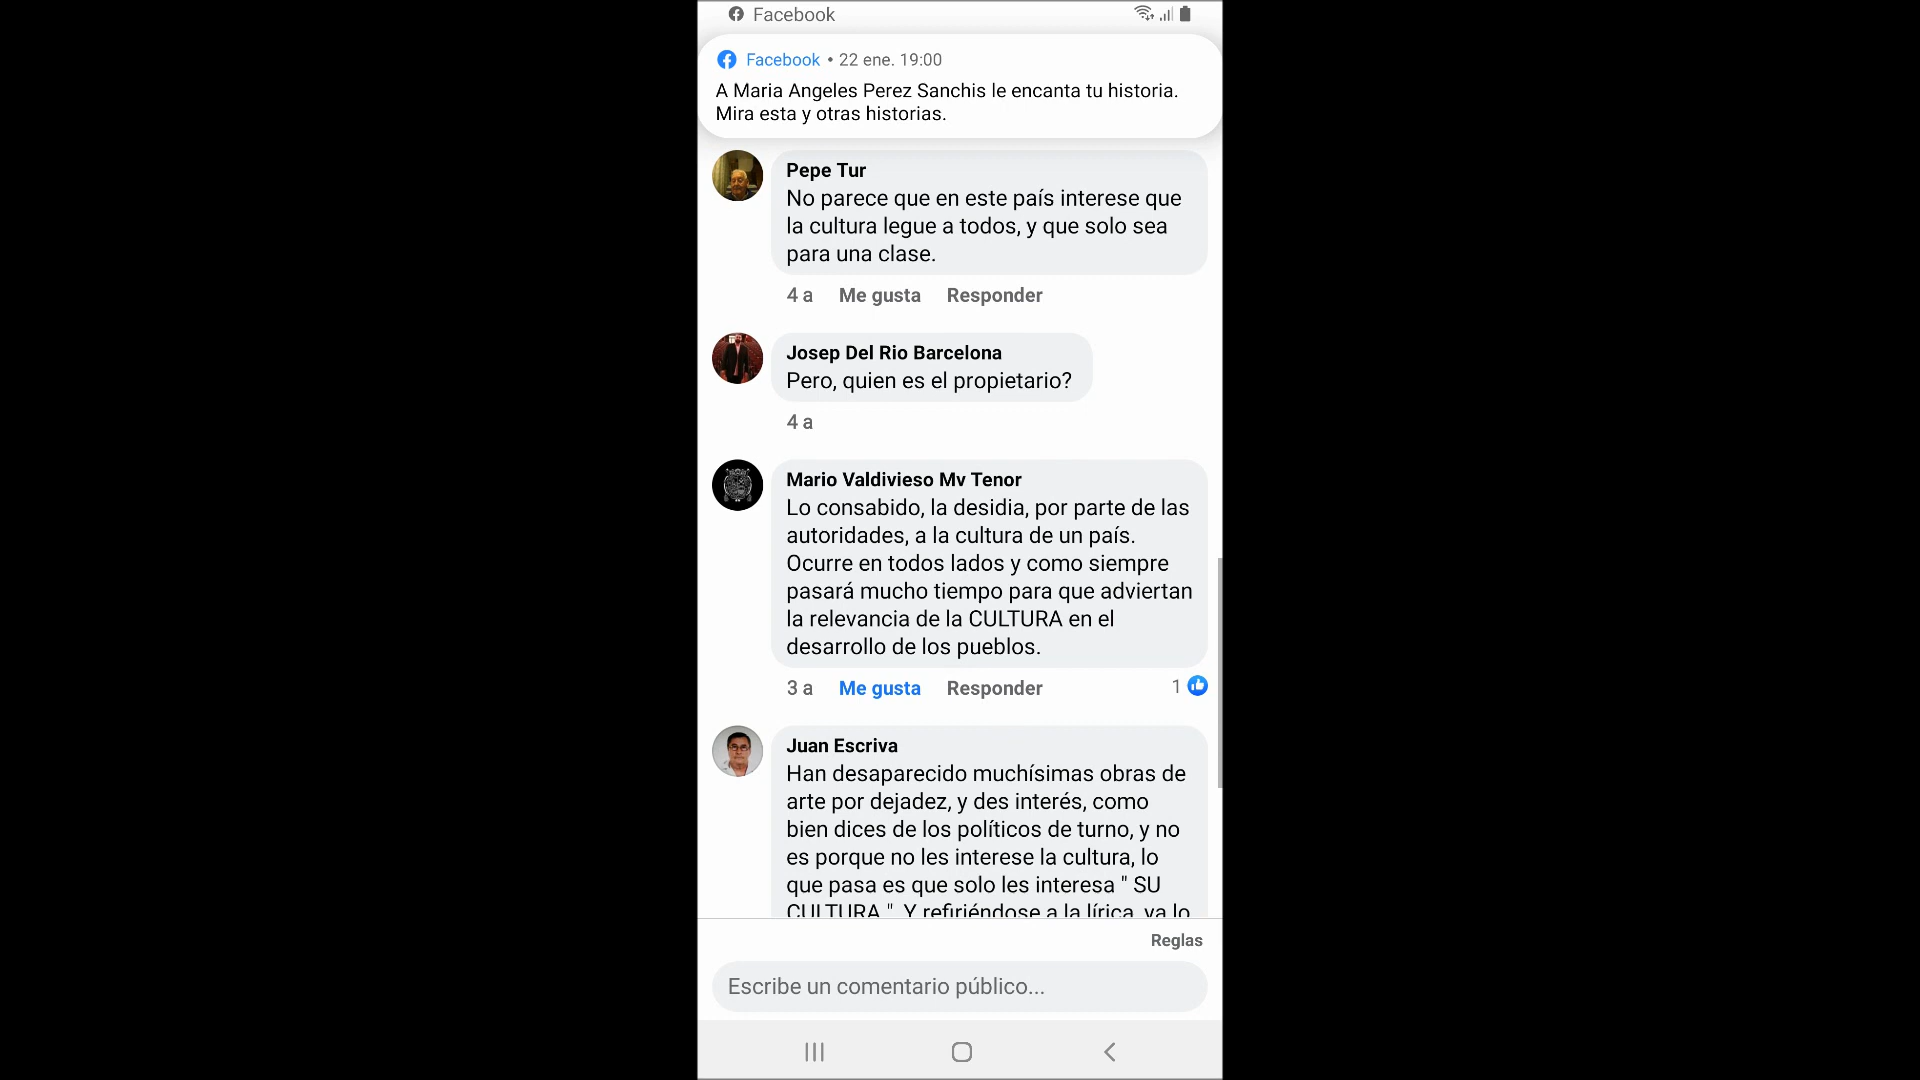 Facebook
Facebook • 22 ene. 19:00
A Maria Angeles Perez Sanchis le encanta tu historia.
Mira esta y otras historias.
Pepe Tur
No parece que en este país interese que
la cultura legue a todos, y que solo sea
para una clase.
4 a Me gusta Responder
Josep Del Rio Barcelona
Pero, quien es el propietario?
4 a
Mario Valdivieso Mv Tenor
Lo consabido, la desidia, por parte de las
autoridades, a la cultura de un país.
Ocurre en todos lados y como siempre
pasará mucho tiempo para que adviertan
la relevancia de la CULTURA en el
desarrollo de los pueblos.
3 a Me gusta Responder 1
Juan Escriva
Han desaparecido muchísimas obras de
arte por dejadez, y des interés, como
bien dices de los políticos de turno, y no
es porque no les interese la cultura, lo
que pasa es que solo les interesa " SU
CULTURA ". Y refiriéndose a la lírica, ya lo
Reglas
Escribe un comentario público...